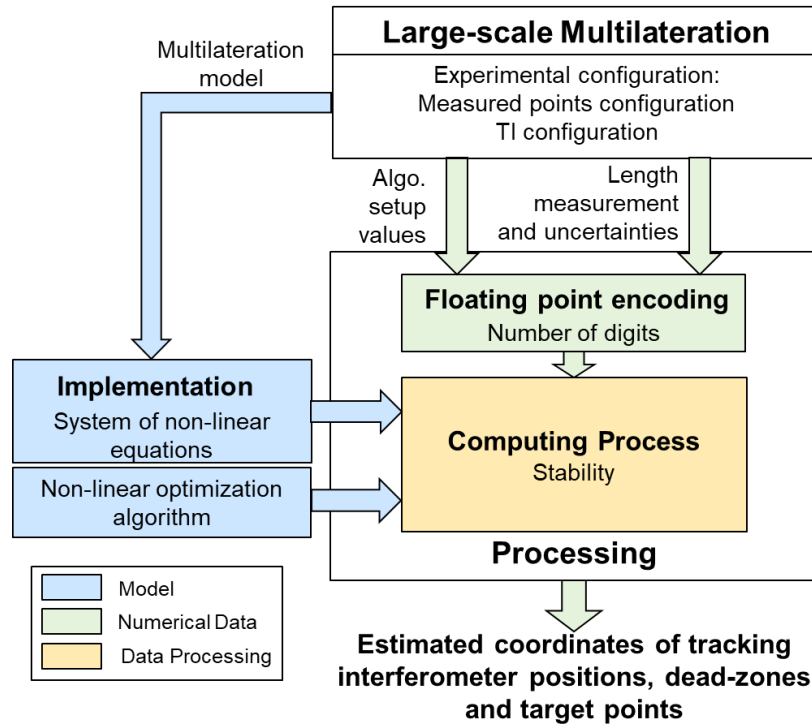 Large-scale Multilateration
Experimental configuration:
Measured points configuration
TI configuration
Multilateration
model
Algo.
setup
values
Length
measurement
and uncertainties
Floating point encoding
Number of digits
Implementation
System of non-linear
equations
Non-linear optimization
algorithm
Computing Process
Stability
Processing
Model
Numerical Data
Data Processing
Estimated coordinates of tracking
interferometer positions, dead-zones
and target points